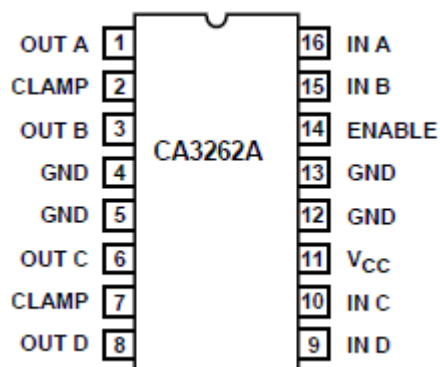 OUT A 1 16 IN A
CLAMP 2 15 IN B
OUT B 3 14 ENABLE
CA3262A
GND 4 13 GND
GND 5 12 GND
OUT C 6 11 VCC
CLAMP 7 10 IN C
OUT D 8 9 IN D